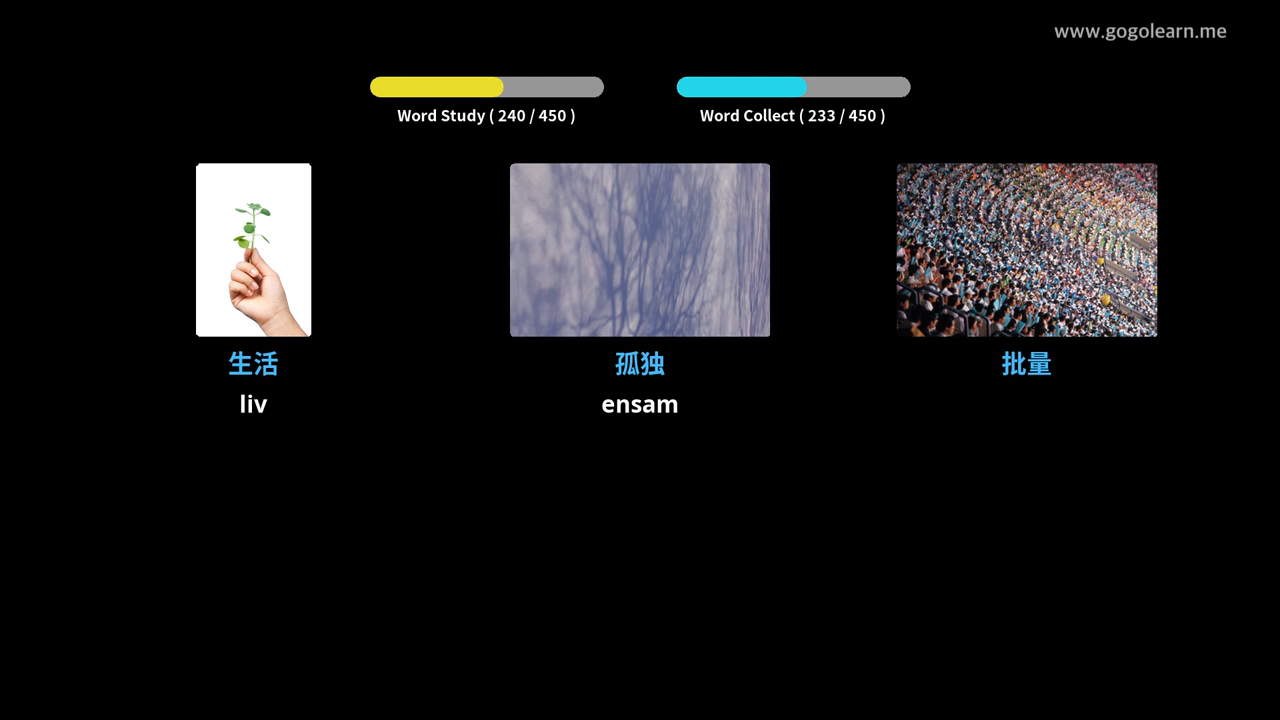 www.gogolearn.me
Word Study ( 240 / 450 )
Word Collect ( 233 / 450 )
生活
孤独
批量
liv
ensam